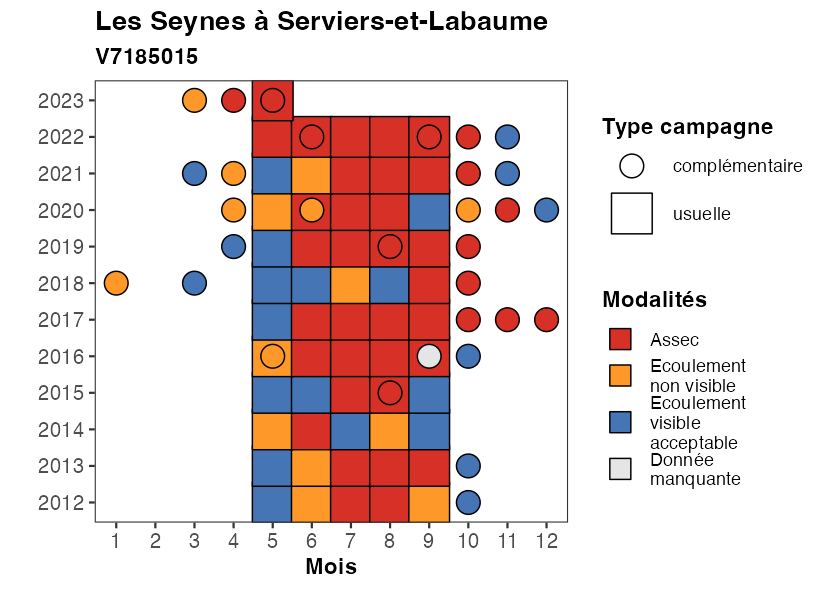 Les Seynes à Serviers-et-Labaume
V7185015
2023
2022
2021
2020
2019
2018
2017
2016
2015
2014
2013
2012
1 2 3 4 5 6 7 8 9 10 11 12
Mois
Type campagne
complémentaire
usuelle
Modalités
Assec
Ecoulement
non visible
Ecoulement
visible
acceptable
Donnée
manquante